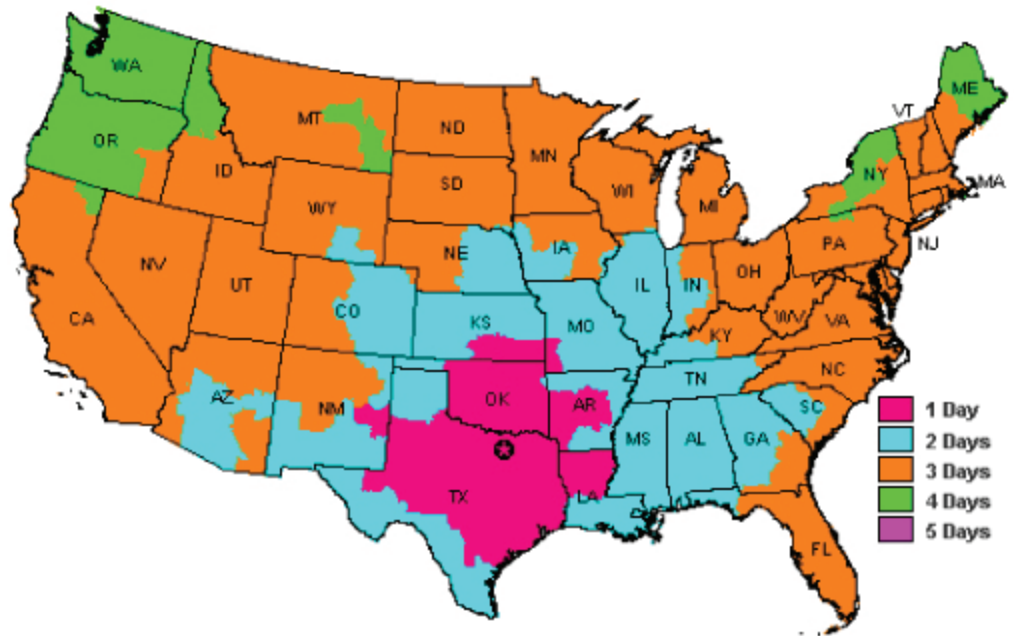 WA
ME
VT
MT
ND
OR
MN
NY
ID
SD
WI
MA
MI
WY
PA
NJ
NE
IA
OH
NV
UT
IL
IN
CO
WV
VA
CA
KS
MO
KY
NC
TN
AZ
NM
OK
AR
SC
MS
AL
GA
TX
LA
FL
1 Day
2 Days
3 Days
4 Days
5 Days